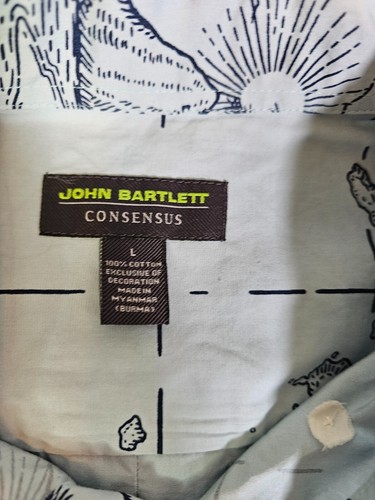 JOHN BARTLETT
CONSENSUS
L
100% COTTON
EXCLUSIVE OF
DECORATION
MADE IN
MYANMAR
(BURMA)